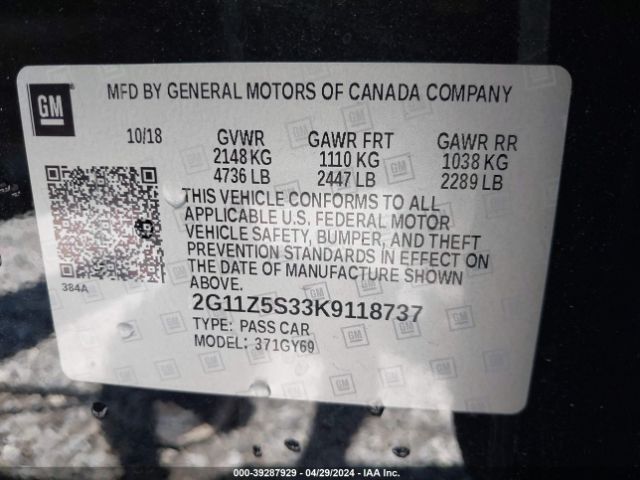 GM
MFD BY GENERAL MOTORS OF CANADA COMPANY
10/18 GVWR GAWR FRT GAWR RR
2148 KG 1110 KG 1038 KG
4736 LB 2447 LB 2289 LB
THIS VEHICLE CONFORMS TO ALL
APPLICABLE U.S. FEDERAL MOTOR
VEHICLE SAFETY, BUMPER, AND THEFT
PREVENTION STANDARDS IN EFFECT ON
THE DATE OF MANUFACTURE SHOWN
ABOVE.
384A
2G11Z5S33K9118737
TYPE: PASS CAR
MODEL: 371GY69
000-39287929 - 04/29/2024 - IAA Inc.